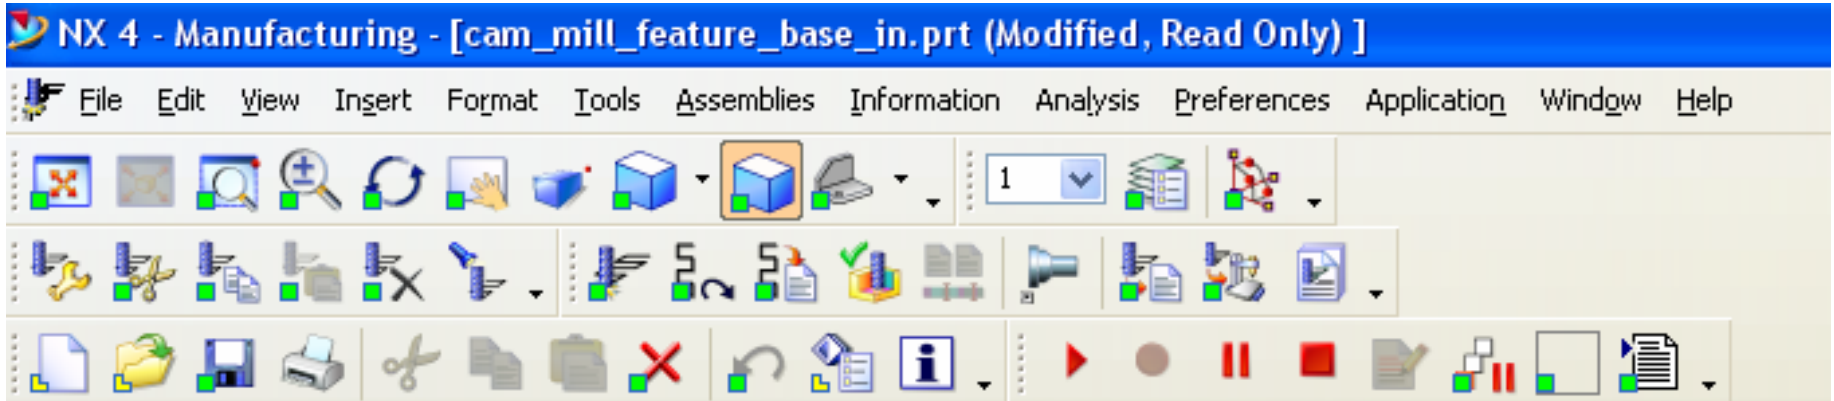 NX 4 - Manufacturing - [cam_mill_feature_base_in.prt (Modified, Read Only) ]
File Edit View Insert Format Tools Assemblies Information Analysis Preferences Application Window Help
1